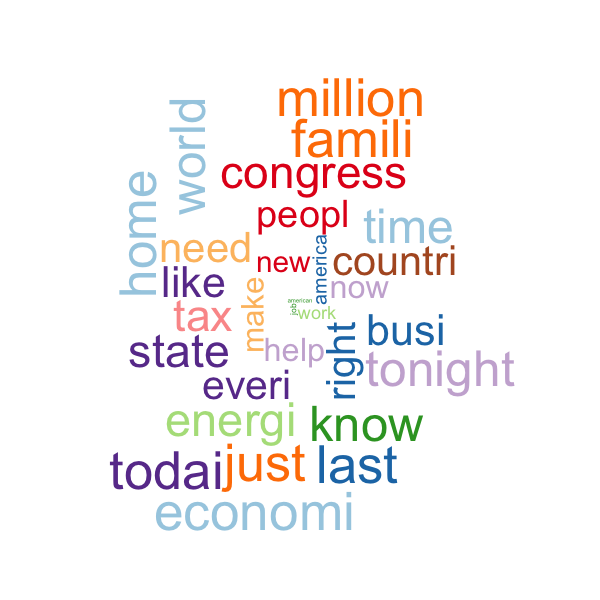 million
famili
world
congress
home
peopl
time
need
new
america
countri
like
make
now
american
job
work
tax
state
help
right
busi
everi
tonight
energi
know
todai
just
last
economi